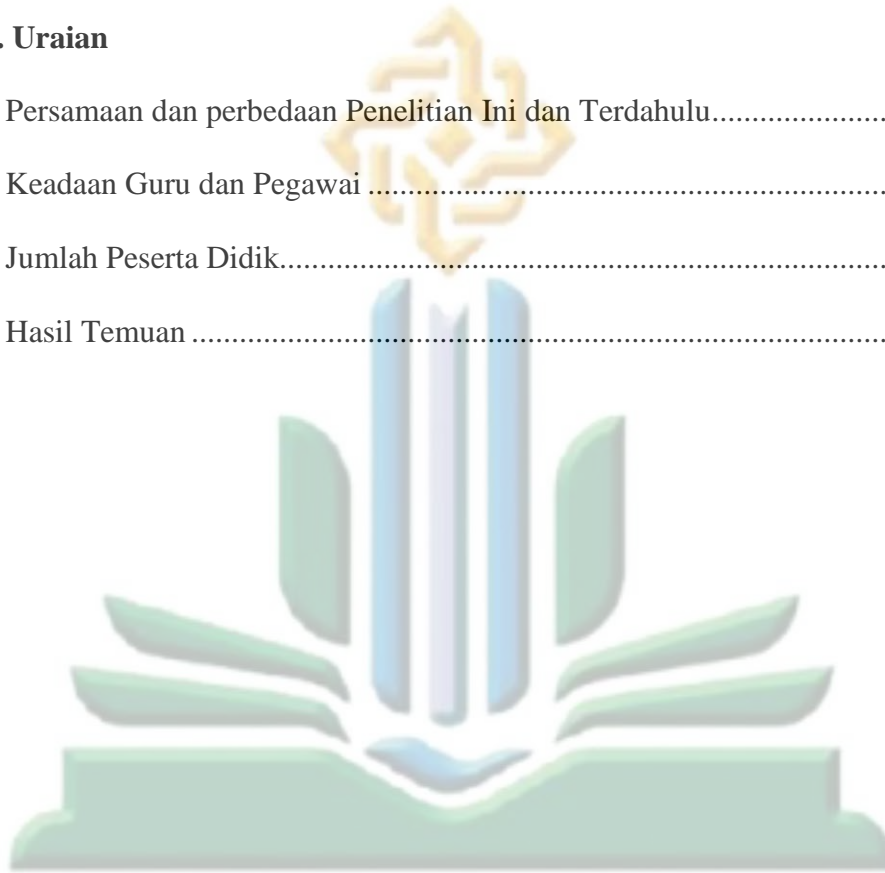 . Uraian
Persamaan dan perbedaan Penelitian Ini dan Terdahulu......................
Keadaan Guru dan Pegawai ..................................................................
Jumlah Peserta Didik.............................................................................
Hasil Temuan ........................................................................................